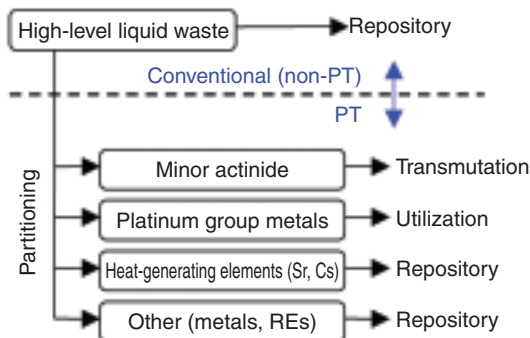 High-level liquid waste
Repository
Conventional (non-PT)
PT
Partitioning
Minor actinide
Transmutation
Platinum group metals
Utilization
Heat-generating elements (Sr, Cs)
Repository
Other (metals, REs)
Repository